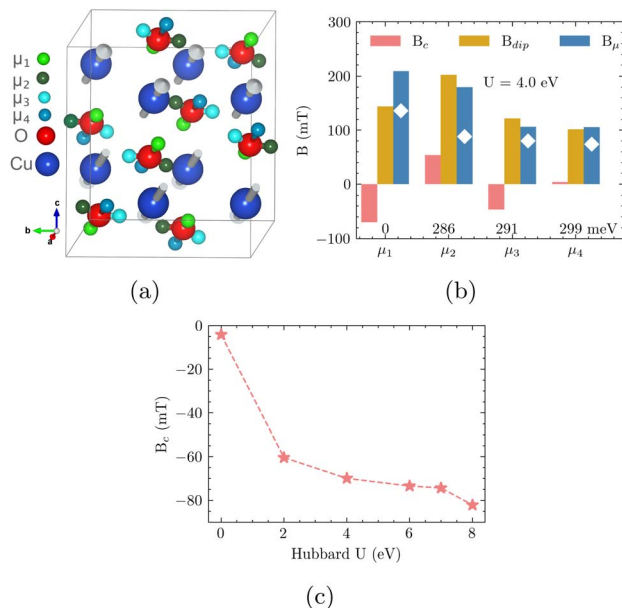 μ₁
μ₂
μ₃
μ₄
O
Cu
c
b
a
(a)
B_c B_dip B_μ
U = 4.0 eV
B (mT)
300
200
100
0
−100
0 286 291 299 meV
μ₁ μ₂ μ₃ μ₄
(b)
B_c (mT)
0
−20
−40
−60
−80
0 2 4 6 8
Hubbard U (eV)
(c)